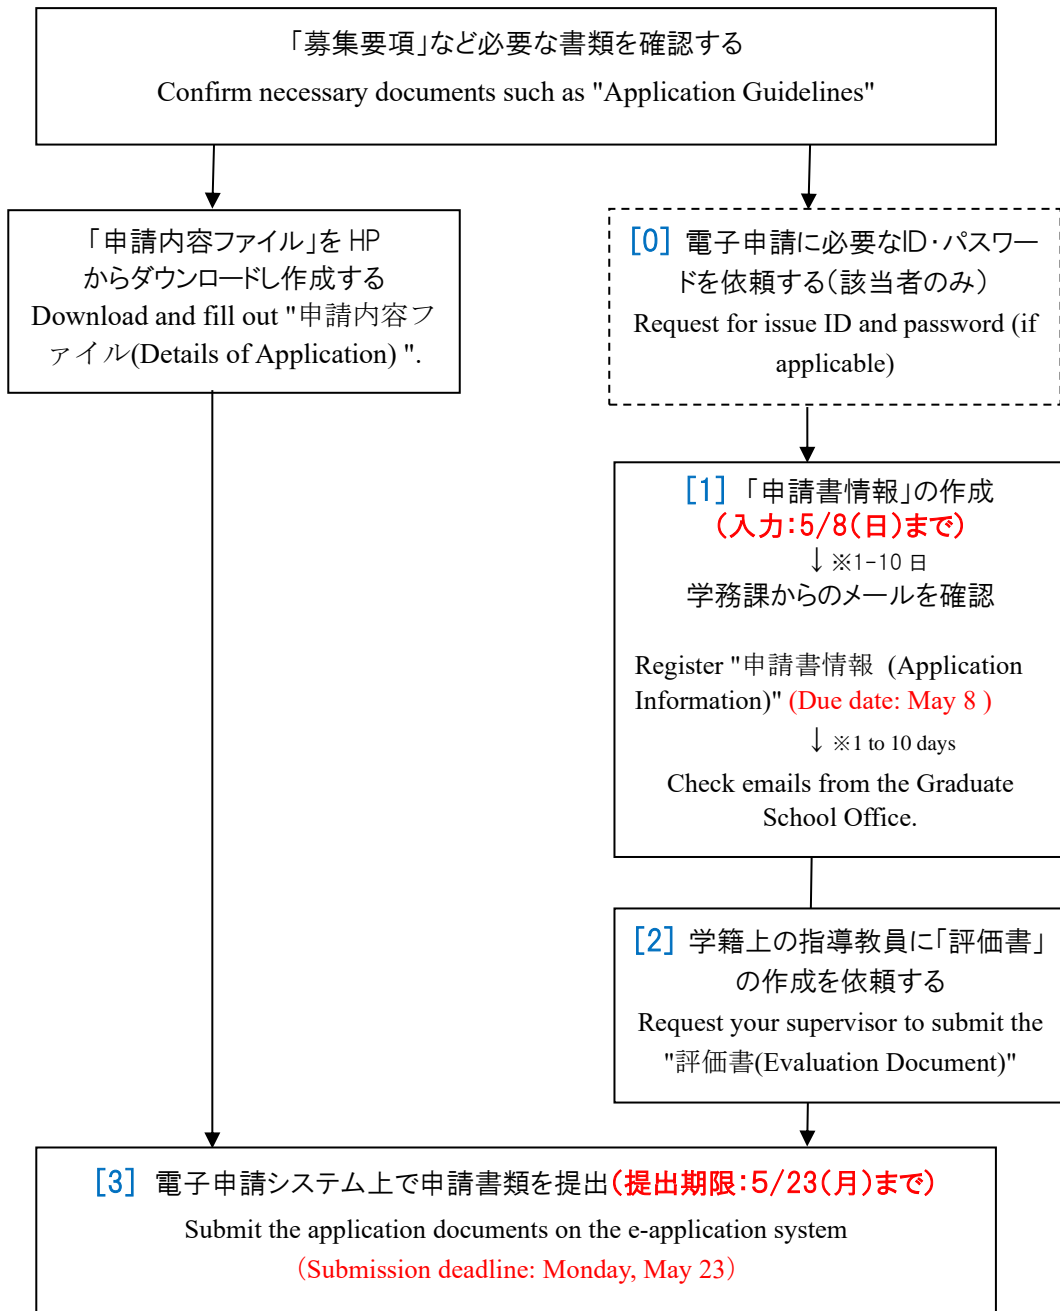 「募集要項」など必要な書類を確認する
Confirm necessary documents such as "Application Guidelines"
「申請内容ファイル」を HP
からダウンロードし作成する
Download and fill out "申請内容フ
ァイル(Details of Application) ".
[0] 電子申請に必要なID・パスワー
ドを依頼する(該当者のみ)
Request for issue ID and password (if
applicable)
[1] 「申請書情報」の作成
(入力:5/8(日)まで)
↓ ※1-10 日
学務課からのメールを確認
Register "申請書情報 (Application
Information)" (Due date: May 8 )
↓ ※1 to 10 days
Check emails from the Graduate
School Office.
[2] 学籍上の指導教員に「評価書」
の作成を依頼する
Request your supervisor to submit the
"評価書(Evaluation Document)"
[3] 電子申請システム上で申請書類を提出(提出期限:5/23(月)まで)
Submit the application documents on the e-application system
(Submission deadline: Monday, May 23)